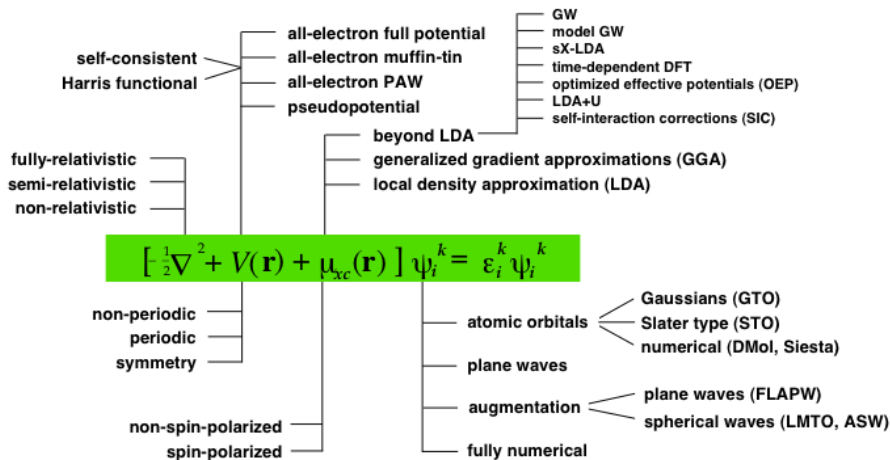 GW
model GW
sX-LDA
time-dependent DFT
optimized effective potentials (OEP)
LDA+U
self-interaction corrections (SIC)
all-electron full potential
all-electron muffin-tin
all-electron PAW
pseudopotential
self-consistent
Harris functional
beyond LDA
generalized gradient approximations (GGA)
local density approximation (LDA)
fully-relativistic
semi-relativistic
non-relativistic
[-½∇² + V(r) + μxc(r) ] ψᵢᵏ = εᵢᵏ ψᵢᵏ
non-periodic
periodic
symmetry
non-spin-polarized
spin-polarized
atomic orbitals
Gaussians (GTO)
Slater type (STO)
numerical (DMol, Siesta)
plane waves
augmentation
plane waves (FLAPW)
spherical waves (LMTO, ASW)
fully numerical